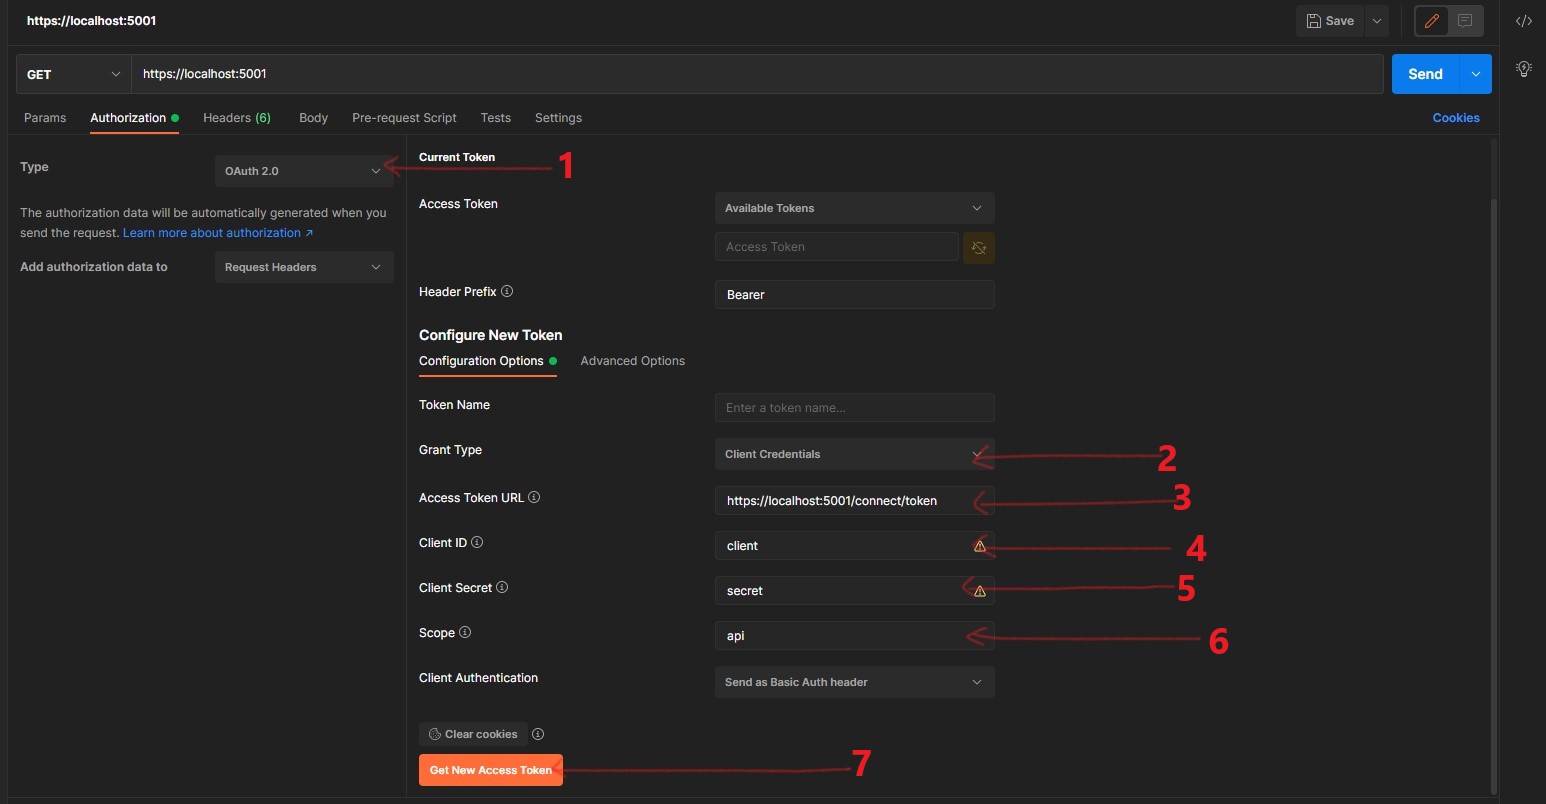 https://localhost:5001
Save
GET https://localhost:5001 Send
Params Authorization Headers (6) Body Pre-request Script Tests Settings Cookies
Type OAuth 2.0
The authorization data will be automatically generated when you
send the request. Learn more about authorization ↗
Add authorization data to Request Headers
Current Token
1
Access Token Available Tokens
Access Token
Header Prefix Bearer
Configure New Token
Configuration Options Advanced Options
Token Name Enter a token name...
Grant Type Client Credentials 2
Access Token URL https://localhost:5001/connect/token 3
Client ID client 4
Client Secret secret 5
Scope api 6
Client Authentication Send as Basic Auth header
Clear cookies
Get New Access Token 7